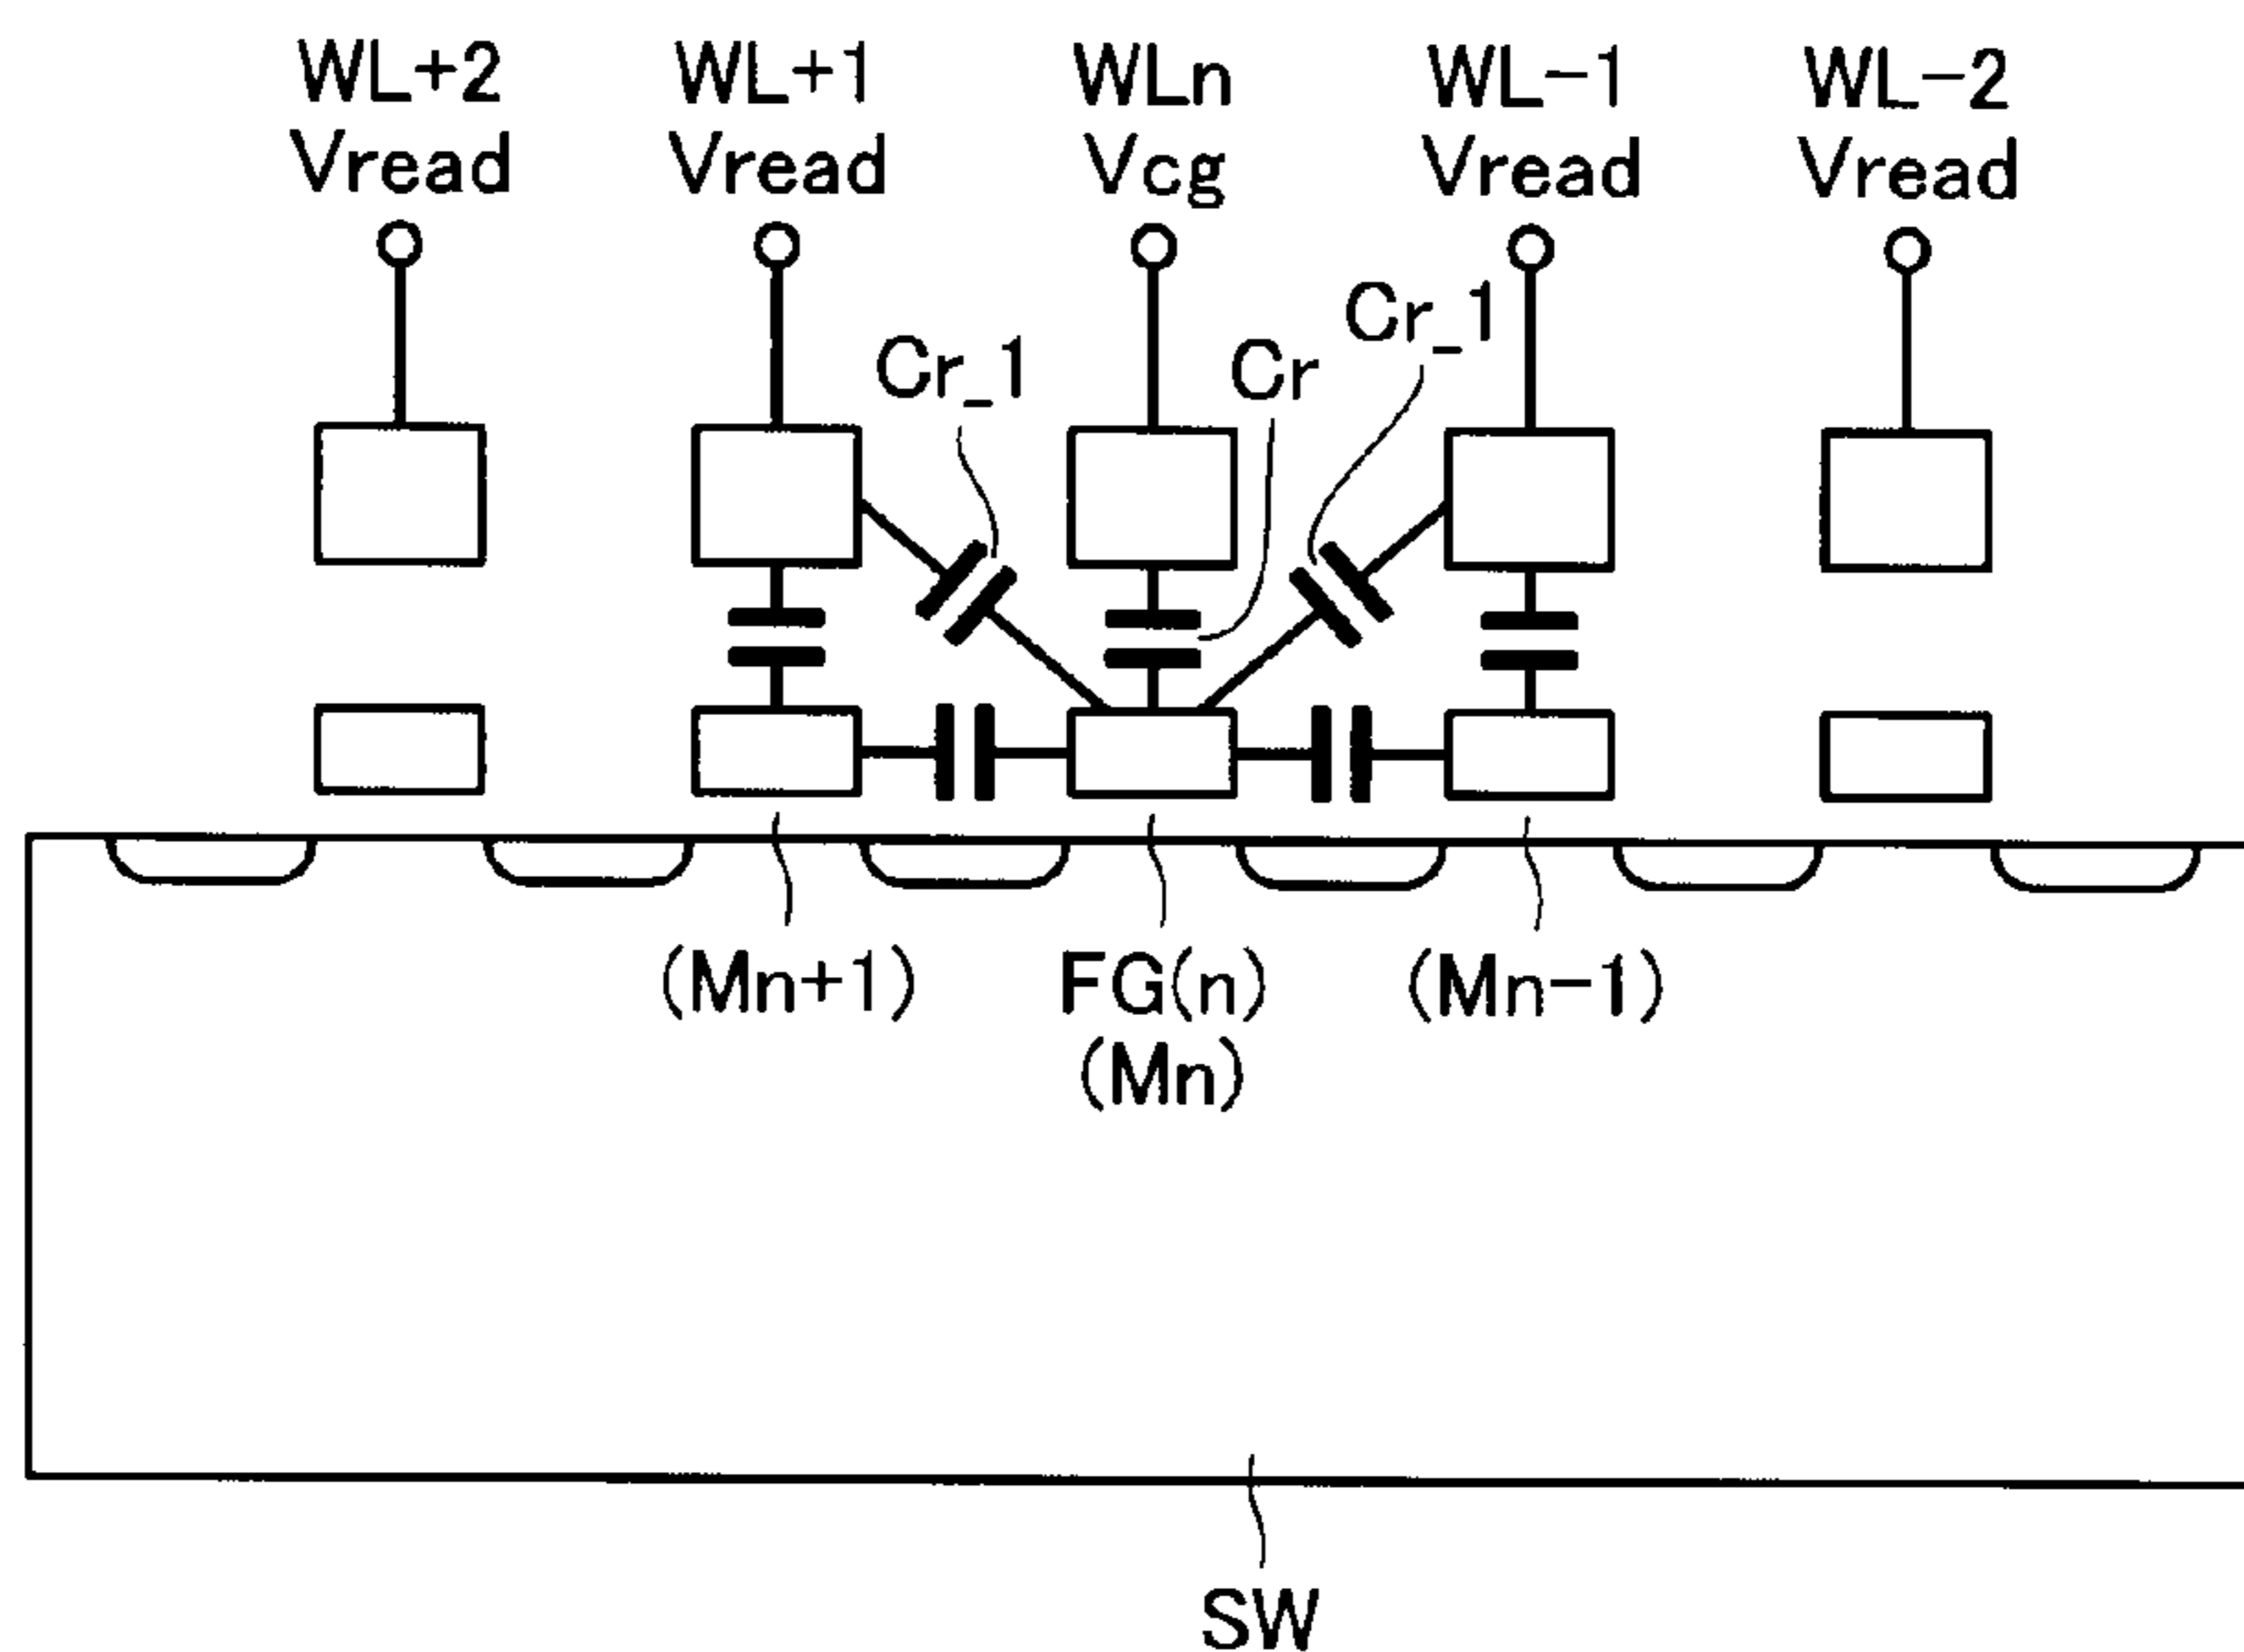 WL+2 WL+1 WLn WL-1 WL-2
Vread Vread Vcg Vread Vread
Cr_1 Cr Cr_1
(Mn+1) FG(n) (Mn-1)
(Mn)
SW